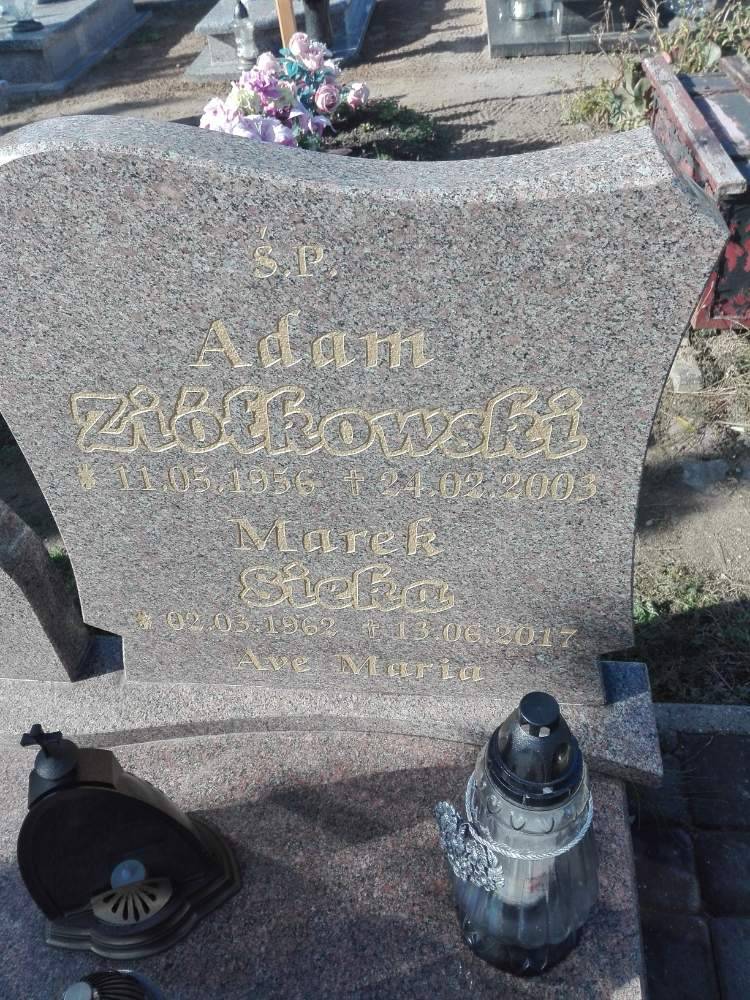 Ś.P.
Adam
Ziółkowski
* 11.05.1956 † 24.02.2003
Marek
Sieka
* 02.03.1962 † 13.06.2017
Ave Maria